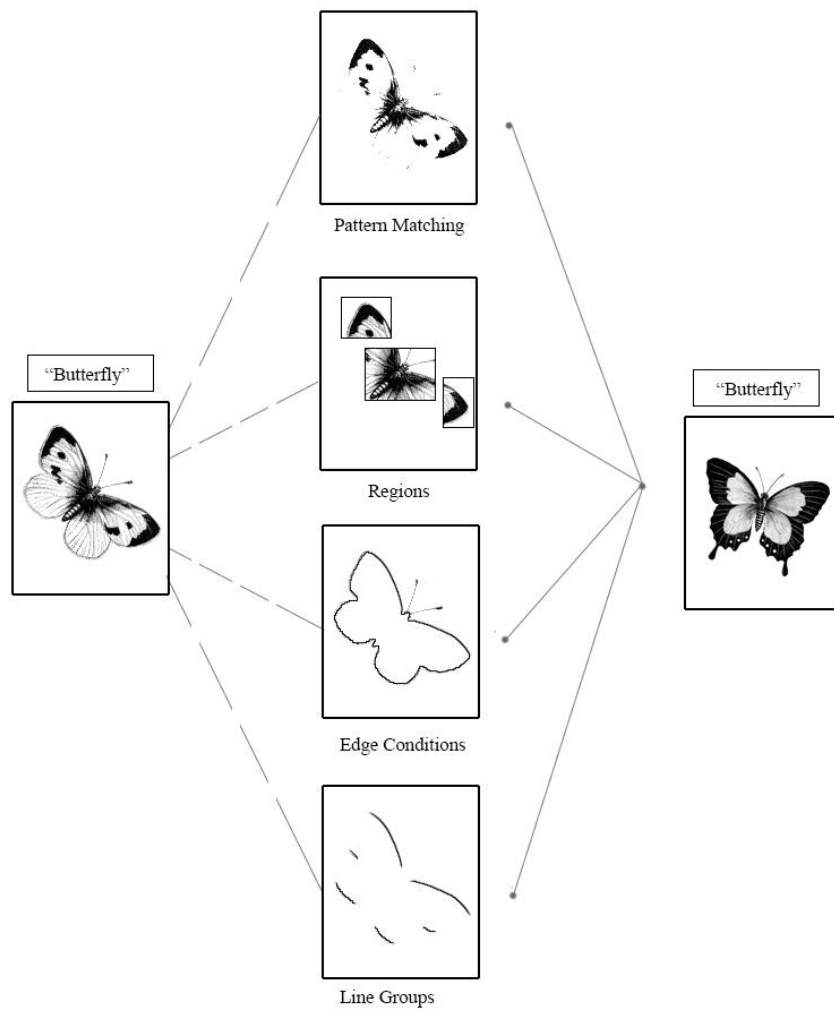 Pattern Matching
“Butterfly”
“Butterfly”
Regions
Edge Conditions
Line Groups